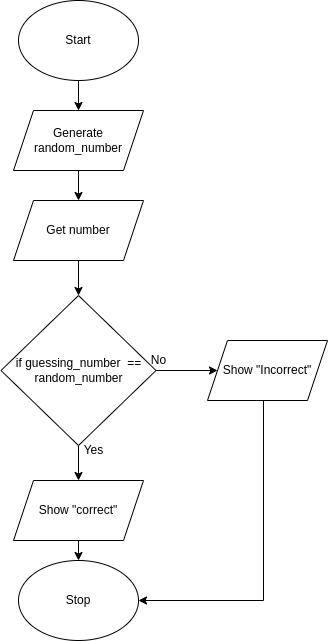 Start
Generate
random_number
Get number
if guessing_number  ==
random_number
No
Show "Incorrect"
Yes
Show "correct"
Stop